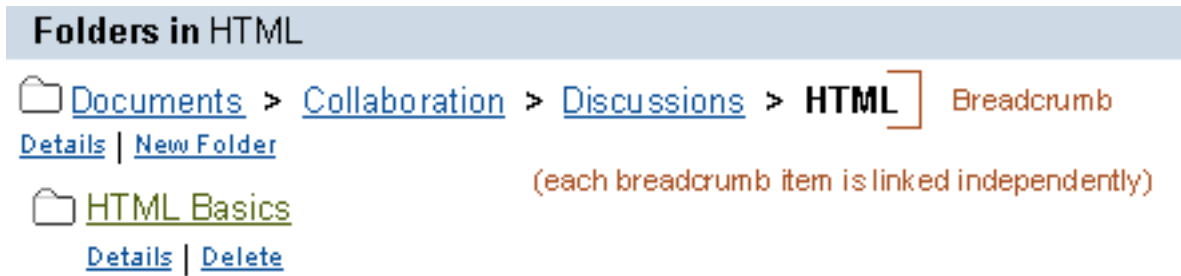 Folders in HTML
Documents > Collaboration > Discussions > HTML Breadcrumb
Details | New Folder
(each breadcrumb item is linked independently)
HTML Basics
Details | Delete